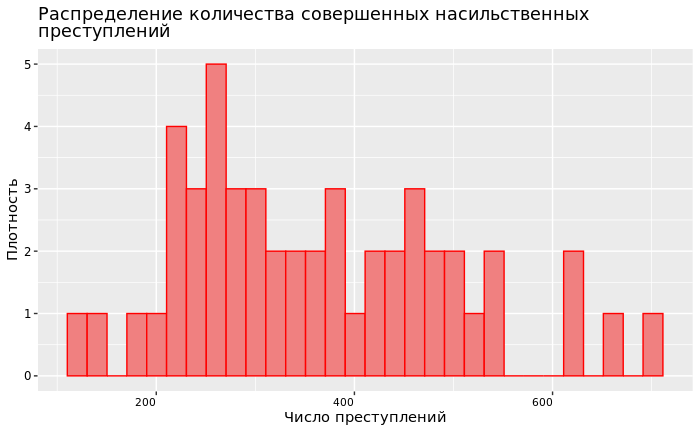 Распределение количества совершенных насильственных
преступлений
5
4
3
2
1
0
Плотность
200
400
600
Число преступлений